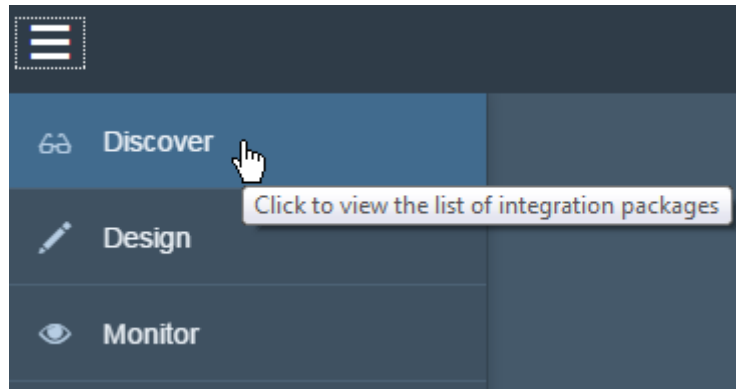 Discover
Click to view the list of integration packages
Design
Monitor